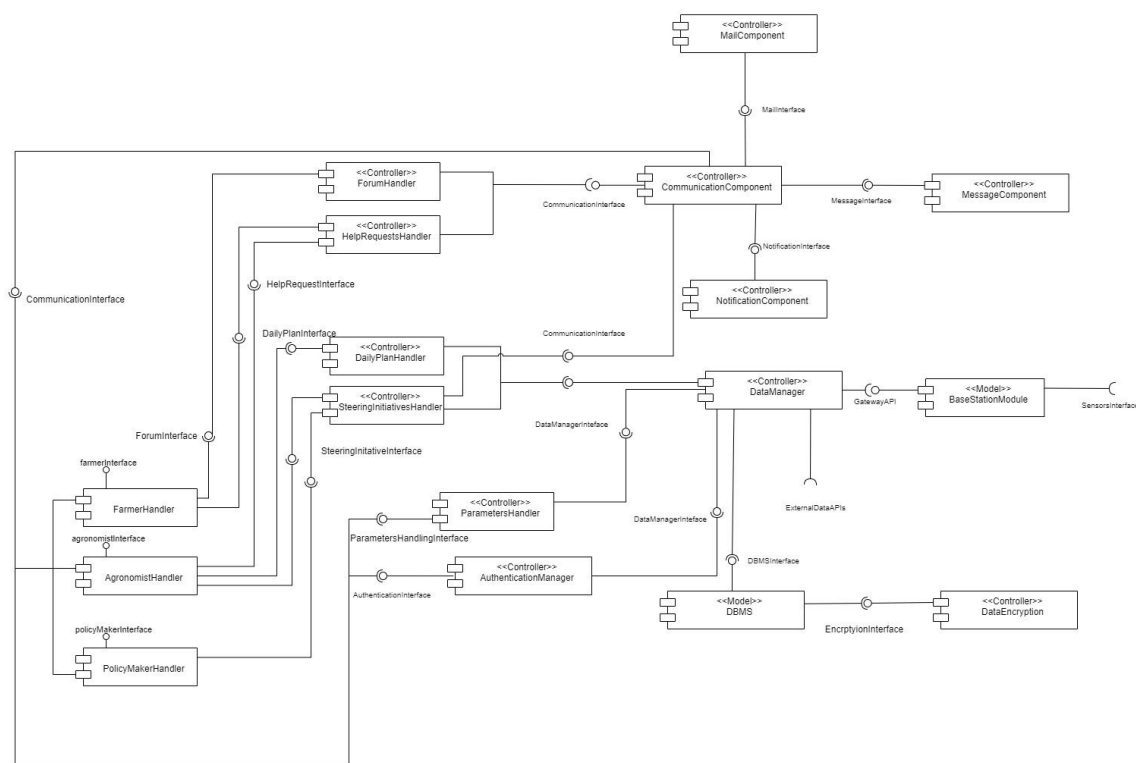 <<Controller>>
MailComponent
MailInterface
<<Controller>>
ForumHandler
<<Controller>>
CommunicationComponent
<<Controller>>
MessageComponent
CommunicationInterface
MessageInterface
<<Controller>>
HelpRequestsHandler
NotificationInterface
HelpRequestInterface
<<Controller>>
NotificationComponent
CommunicationInterface
DailyPlanInterface
CommunicationInterface
<<Controller>>
DailyPlanHandler
<<Controller>>
DataManager
<<Model>>
BaseStationModule
<<Controller>>
SteeringInitiativesHandler
GatewayAPI
SensorsInterface
DataManagerInterface
ForumInterface
SteeringInitativeInterface
farmerInterface
FarmerHandler
<<Controller>>
ParametersHandler
ExternalDataAPIs
DataManagerInteface
ParametersHandlingInterface
agronomistInterface
AgronomistHandler
<<Controller>>
AuthenticationManager
DBMSInterface
AuthenticationInterface
<<Model>>
DBMS
<<Controller>>
DataEncryption
EncrptyionInterface
policyMakerInterface
PolicyMakerHandler